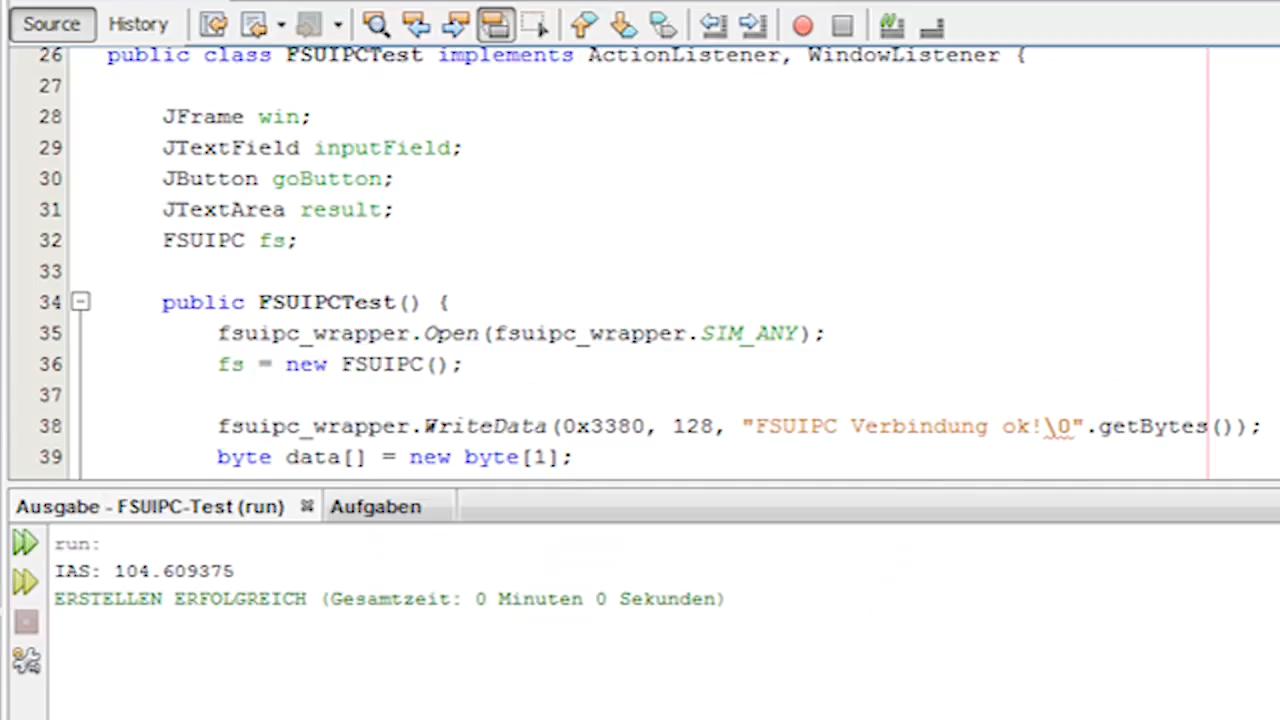 Source History
26 public class FSUIPCTest implements ActionListener, WindowListener {
27
28 JFrame win;
29 JTextField inputField;
30 JButton goButton;
31 JTextArea result;
32 FSUIPC fs;
33
34 public FSUIPCTest() {
35 fsuipc_wrapper.Open(fsuipc_wrapper.SIM_ANY);
36 fs = new FSUIPC();
37
38 fsuipc_wrapper.WriteData(0x3380, 128, "FSUIPC Verbindung ok!\0".getBytes());
39 byte data[] = new byte[1];
Ausgabe - FSUIPC-Test (run) Aufgaben
run:
IAS: 104.609375
ERSTELLEN ERFOLGREICH (Gesamtzeit: 0 Minuten 0 Sekunden)